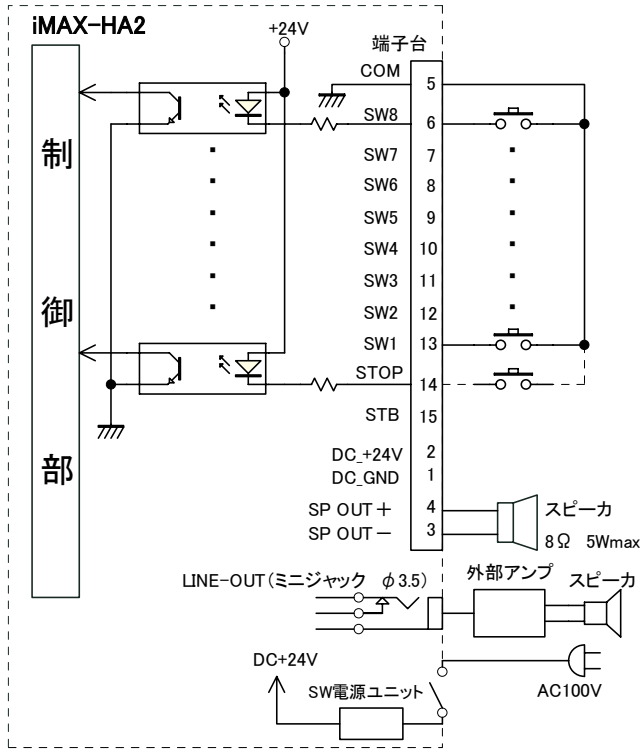 iMAX-HA2
+24V
端子台
COM 5
SW8 6
SW7 7
SW6 8
SW5 9
SW4 10
SW3 11
SW2 12
SW1 13
STOP 14
STB 15
DC_+24V 2
DC_GND 1
SP OUT＋ 4
SP OUT－ 3
制御部
スピーカ
8Ω 5Wmax
LINE-OUT(ミニジャック φ3.5)
外部アンプ
スピーカ
DC+24V
SW電源ユニット
AC100V